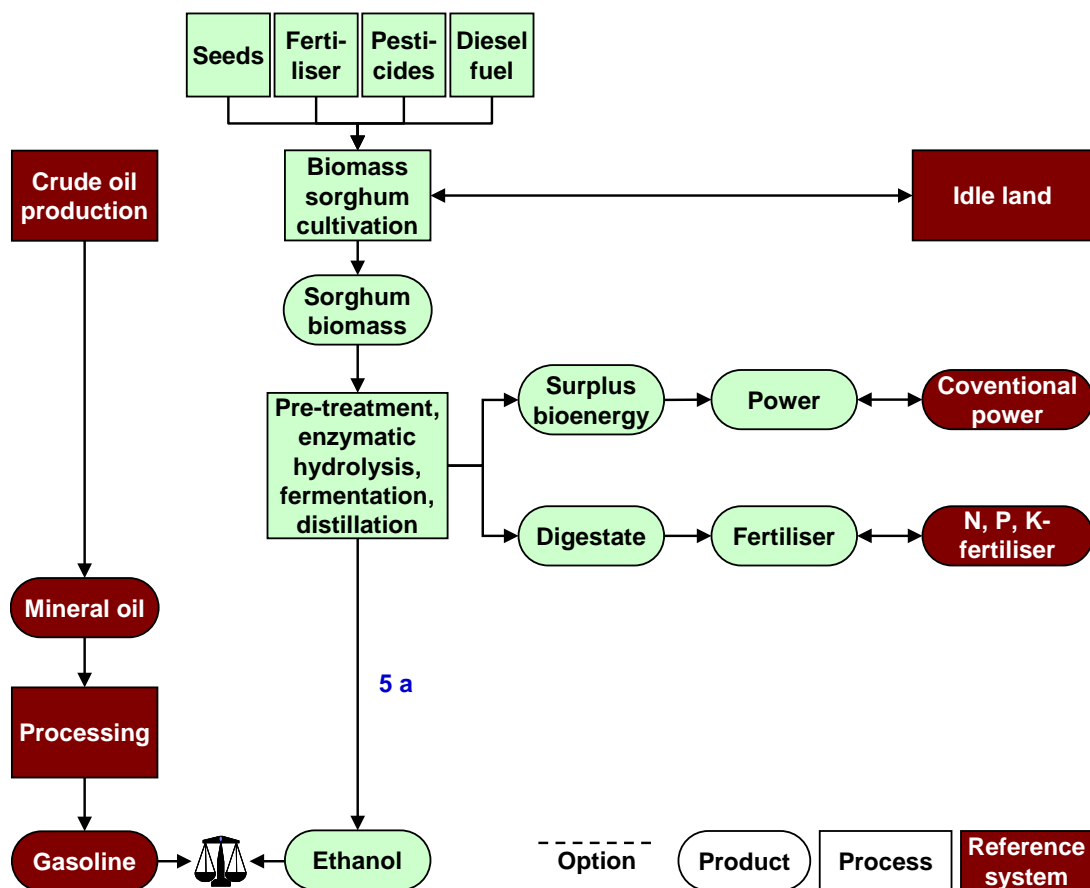 Seeds
Ferti-
liser
Pesti-
cides
Diesel
fuel
Crude oil
production
Biomass
sorghum
cultivation
Idle land
Sorghum
biomass
Pre-treatment,
enzymatic
hydrolysis,
fermentation,
distillation
Surplus
bioenergy
Power
Coventional
power
Digestate
Fertiliser
N, P, K-
fertiliser
Mineral oil
5 a
Processing
Gasoline
Ethanol
Option
Product
Process
Reference
system